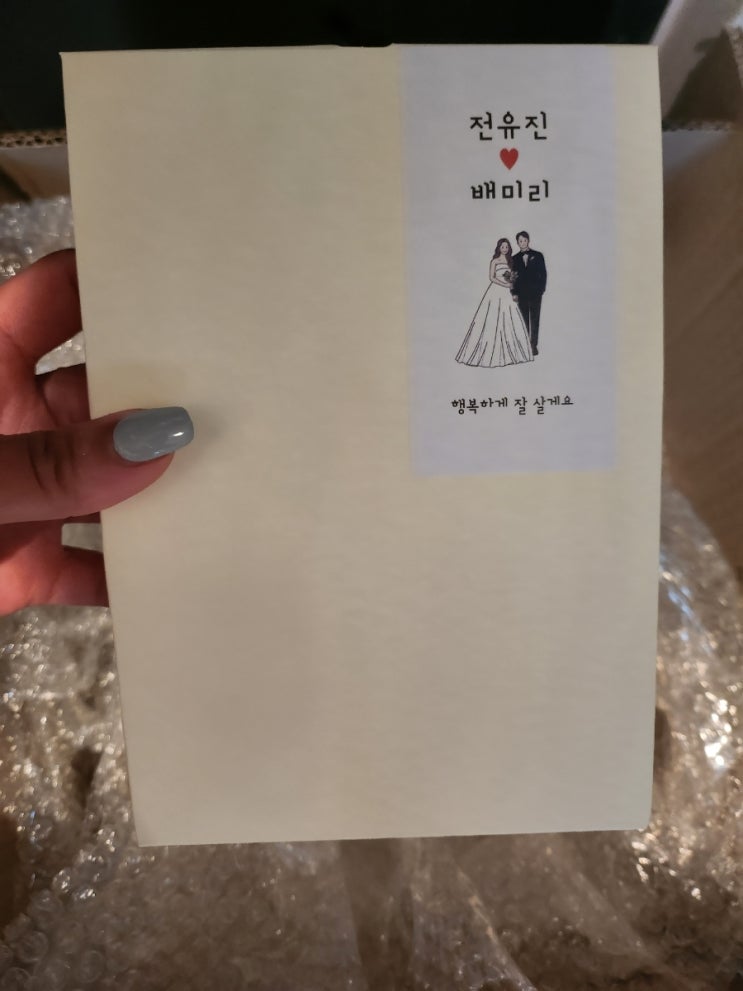 전유진
♥
배미리
행복하게 잘 살게요